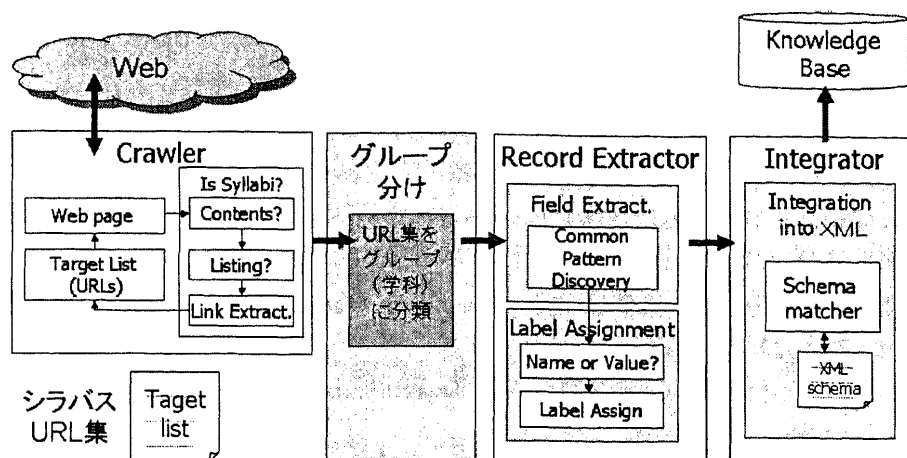 Web
Knowledge
Base
Crawler
Is Syllabi?
Web page
Contents?
Target List
(URLs)
Listing?
Link Extract.
グループ
分け
URL集を
グループ
(学科)
に分類
Record Extractor
Field Extract.
Common
Pattern
Discovery
Label Assignment
Name or Value?
Label Assign
Integrator
Integration
into XML
Schema
matcher
XML
schema
シラバス
URL集
Taget
list